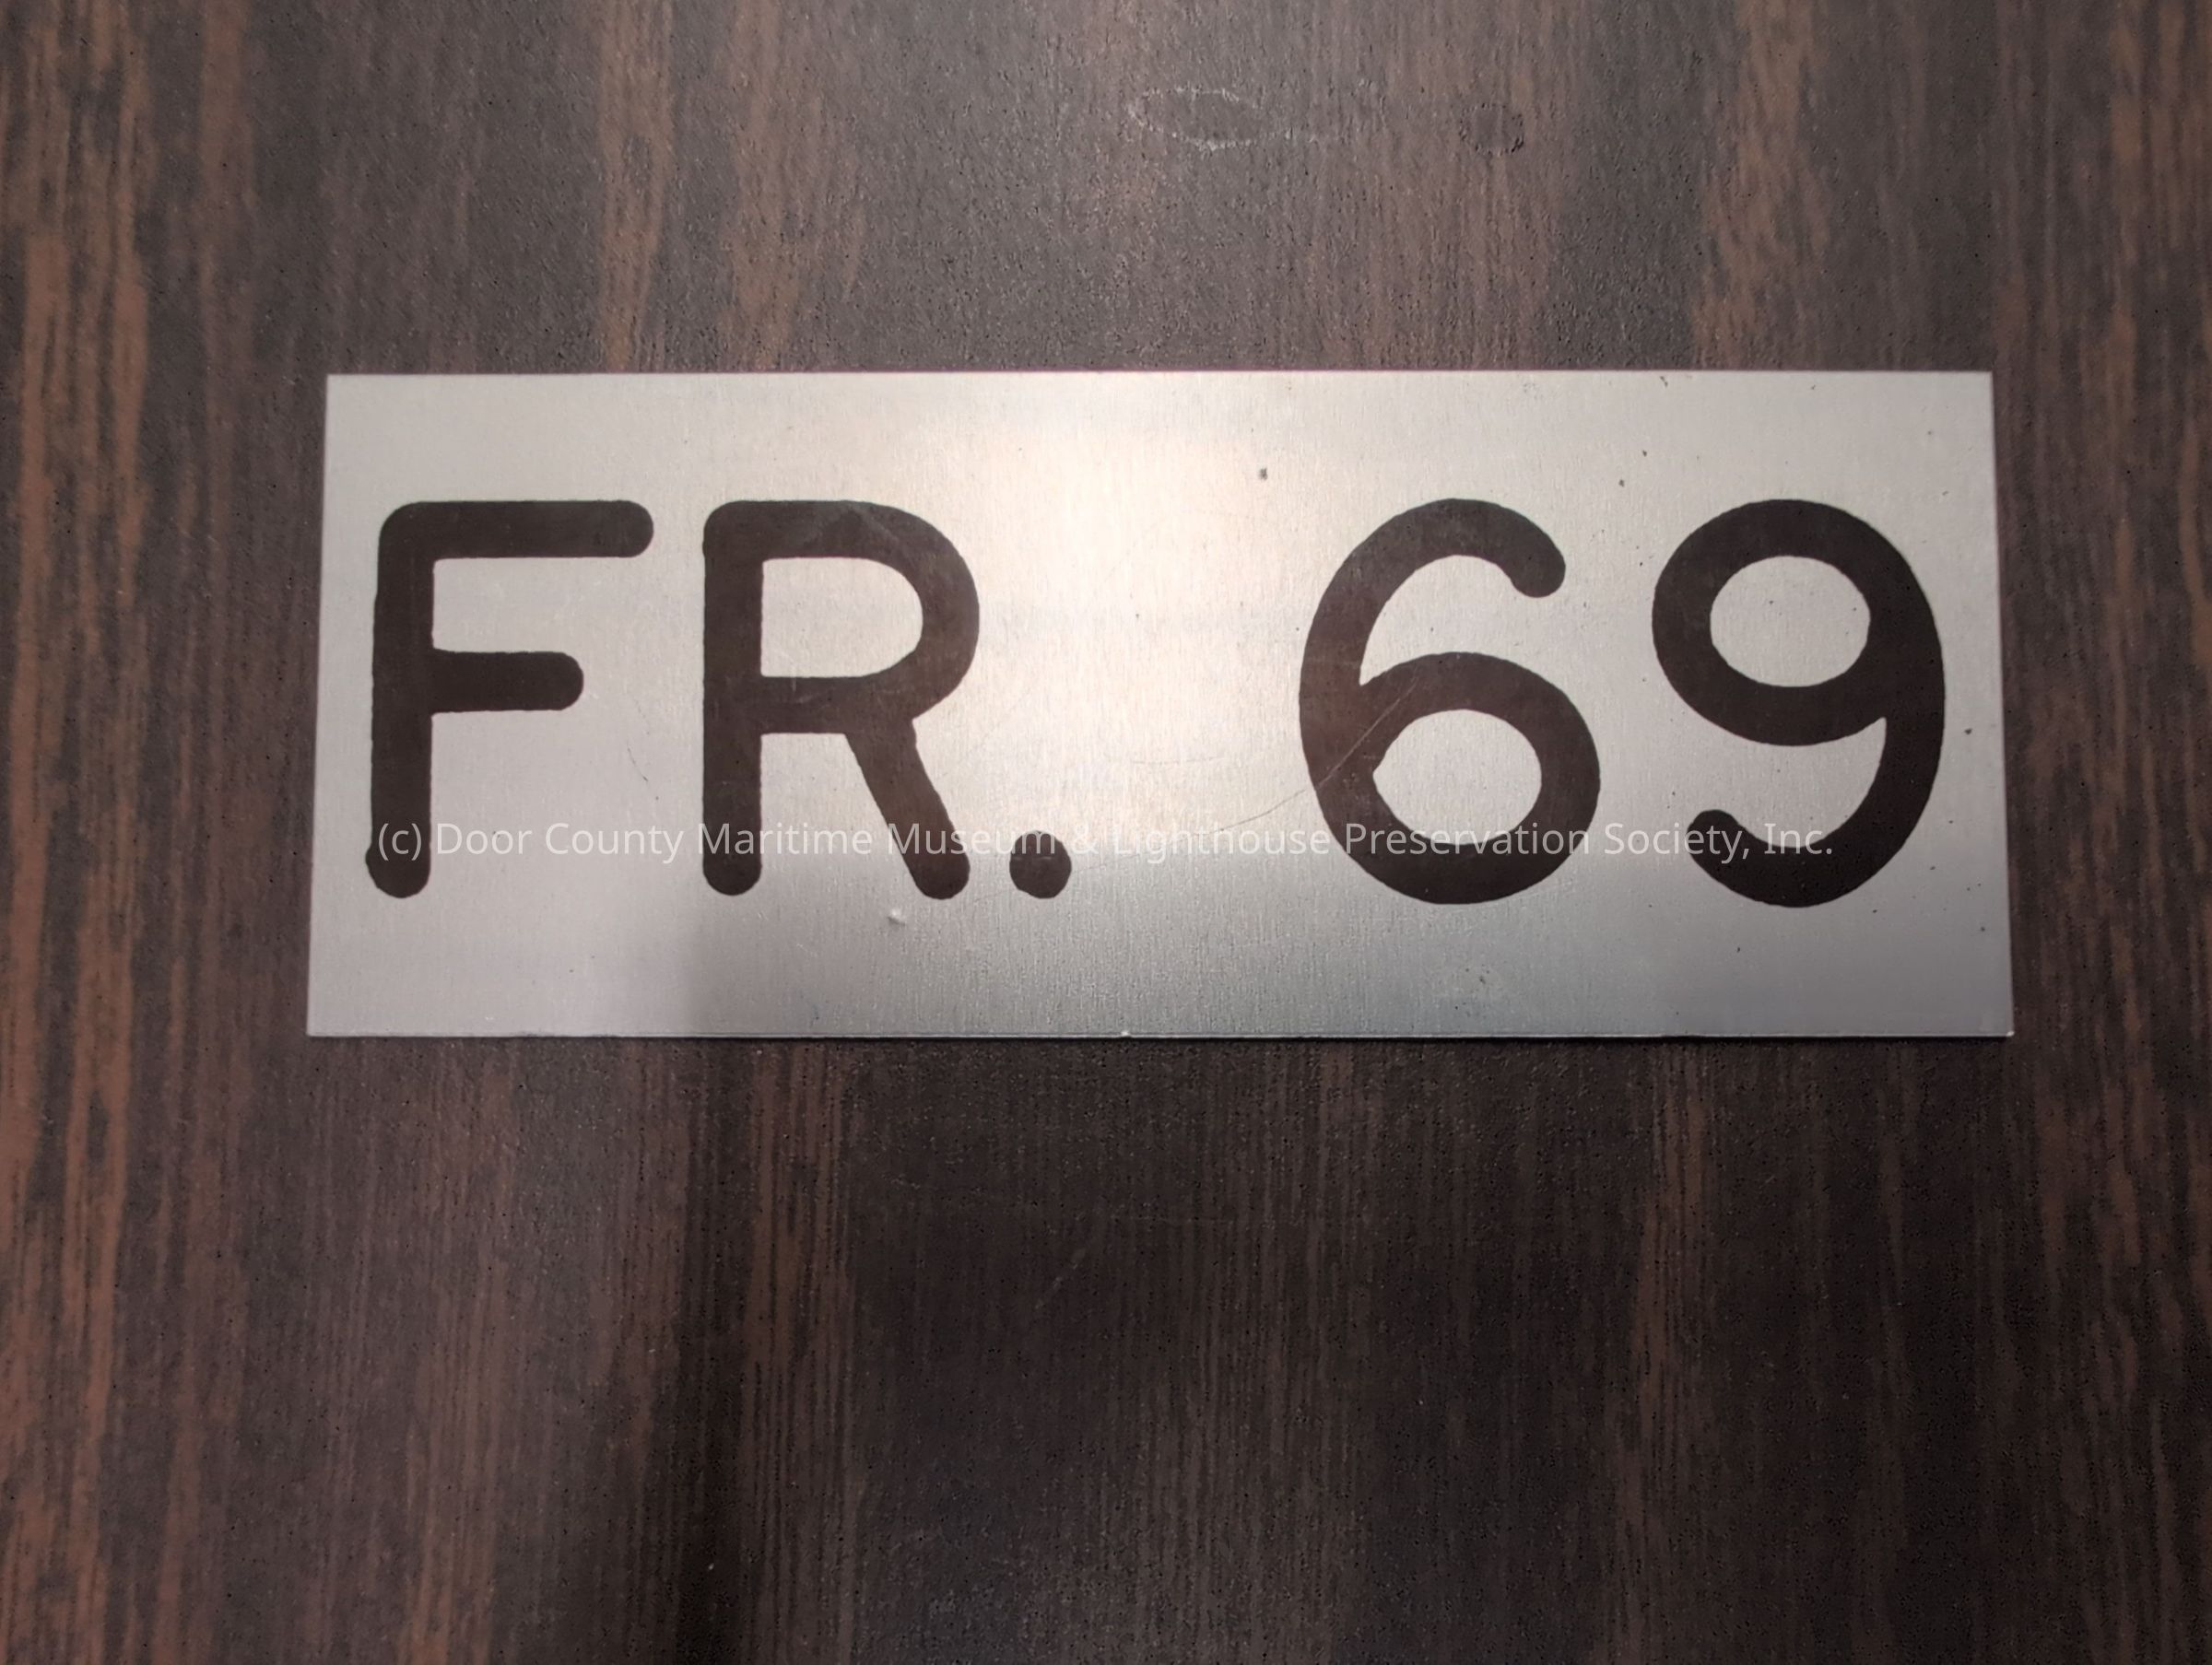 FR. 69
(c) Door County Maritime Museum & Lighthouse Preservation Society, Inc.